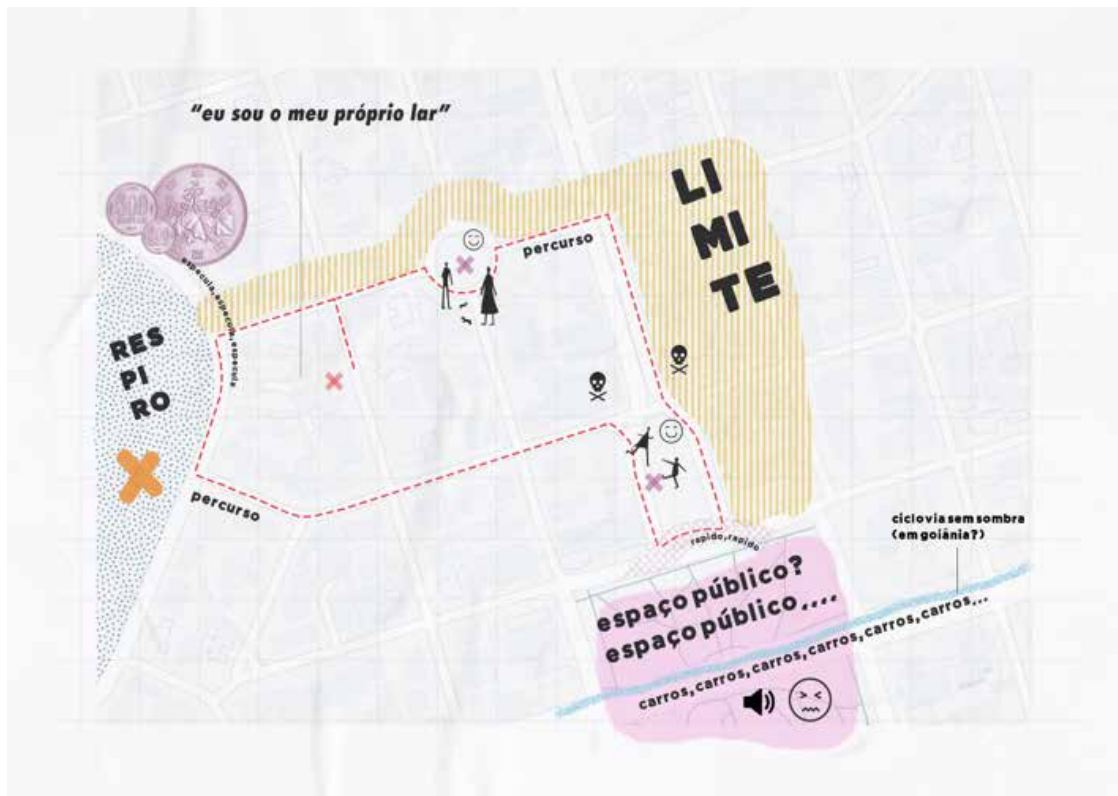 “eu sou o meu próprio lar”
LI
MI
TE
percurso
especula, especula, especula
RES
PI
RO
percurso
ciclovia sem sombra
(em goiânia?)
rapido, rapido
espaço público?
espaço público....
carros, carros, carros, carros, carros, carros...
500